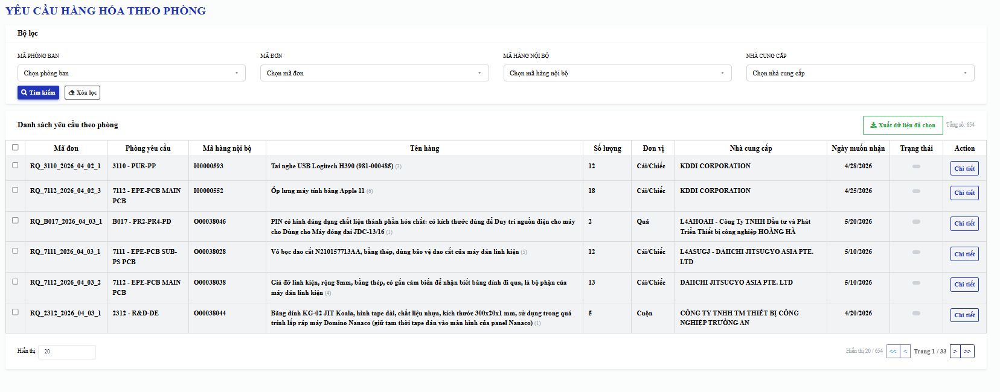 YÊU CẦU HÀNG HÓA THEO PHÒNG
Bộ lọc
MÃ PHÒNG BAN MÃ ĐƠN MÃ HÀNG NỘI BỘ NHÀ CUNG CẤP
Chọn phòng ban Chọn mã đơn Chọn mã hàng nội bộ Chọn nhà cung cấp
Tìm kiếm Xóa lọc
Danh sách yêu cầu theo phòng Xuất dữ liệu đã chọn Tổng số: 654
Mã đơn Phòng yêu cầu Mã hàng nội bộ Tên hàng Số lượng Đơn vị Nhà cung cấp Ngày muốn nhận Trạng thái Action
RQ_3110_2026_04_02_1 3110 - PUR-PP I00000593 Tai nghe USB Logitech H390 (981-000485) (3) 12 Cái/Chiếc KDDI CORPORATION 4/28/2026 Chi tiết
RQ_7112_2026_04_02_3 7112 - EPE-PCB MAIN I00000552 Ốp lưng máy tính bảng Apple 11 (6) 18 Cái/Chiếc KDDI CORPORATION 4/25/2026 Chi tiết
PCB
RQ_B017_2026_04_03_1 B017 - PR2-PR4-PD O00038046 PIN có hình dáng dạng chất liệu thành phần hóa chất: có kích thước dùng để Duy trì nguồn điện cho máy 2 Quả L4AHOAH - Công Ty TNHH Đầu tư và Phát 5/20/2026 Chi tiết
cho Dùng cho Máy đóng đai JDC-13/16 (1) Triển Thiết bị công nghiệp HOÀNG HÀ
RQ_7111_2026_04_03_1 7111 - EPE-PCB SUB- O00038028 Vỏ bọc dao cắt N210157713AA, bằng thép, dùng bảo vệ dao cắt của máy dán linh kiện (5) 12 Cái/Chiếc L4ASUGJ - DAIICHI JITSUGYO ASIA PTE. 5/10/2026 Chi tiết
PS PCB LTD
RQ_7112_2026_04_03_2 7112 - EPE-PCB MAIN O00038038 Giá đỡ linh kiện, rộng 8mm, bằng thép, có gắn cảm biến để nhận biết băng dính đi qua, là bộ phận của 13 Cái/Chiếc DAIICHI JITSUGYO ASIA PTE. LTD 5/10/2026 Chi tiết
PCB máy dán linh kiện (4)
RQ_2312_2026_04_03_1 2312 - R&D-DE O00038044 Băng dính KG-02 JIT Koala, hình tape dài, chất liệu nhựa, kích thước 300x20x1 mm, sử dụng trong quá 5 Cuộn CÔNG TY TNHH TM THIẾT BỊ CÔNG 4/20/2026 Chi tiết
trình lắp ráp máy Domino Nanaco (giữ tạm thời tape dán vào màn hình của panel Nanaco) (1) NGHIỆP TRƯỜNG AN
Hiển thị 20 Hiển thị 20 / 654 << < Trang 1 / 33 > >>